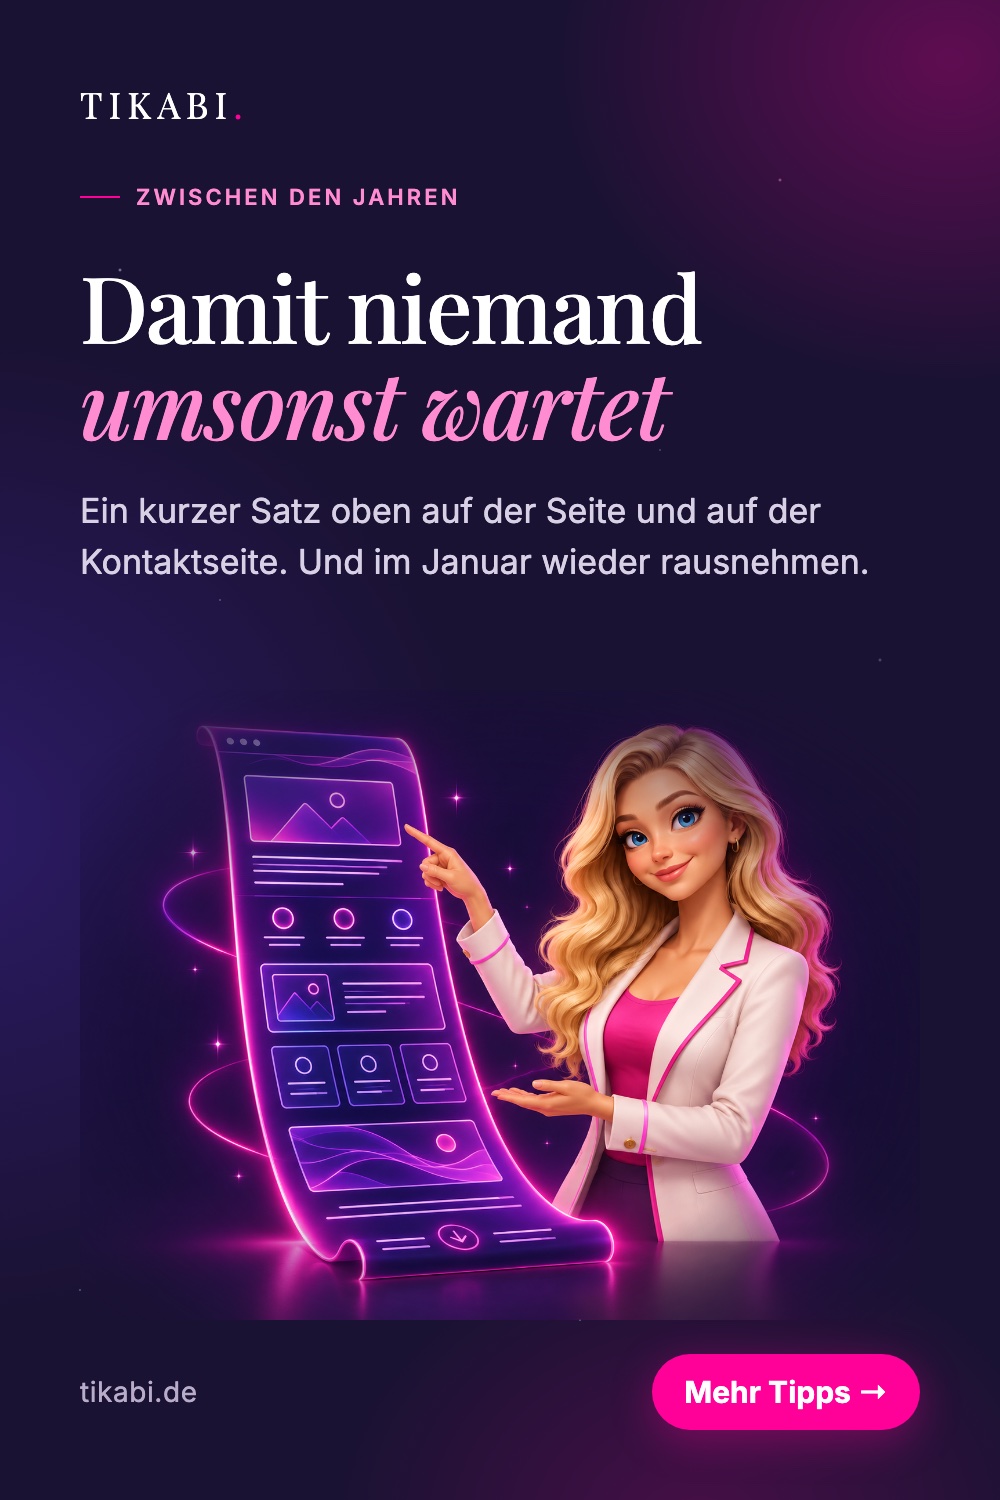 TIKABI.
ZWISCHEN DEN JAHREN
Damit niemand
umsonst wartet
Ein kurzer Satz oben auf der Seite und auf der
Kontaktseite. Und im Januar wieder rausnehmen.
tikabi.de
Mehr Tipps →